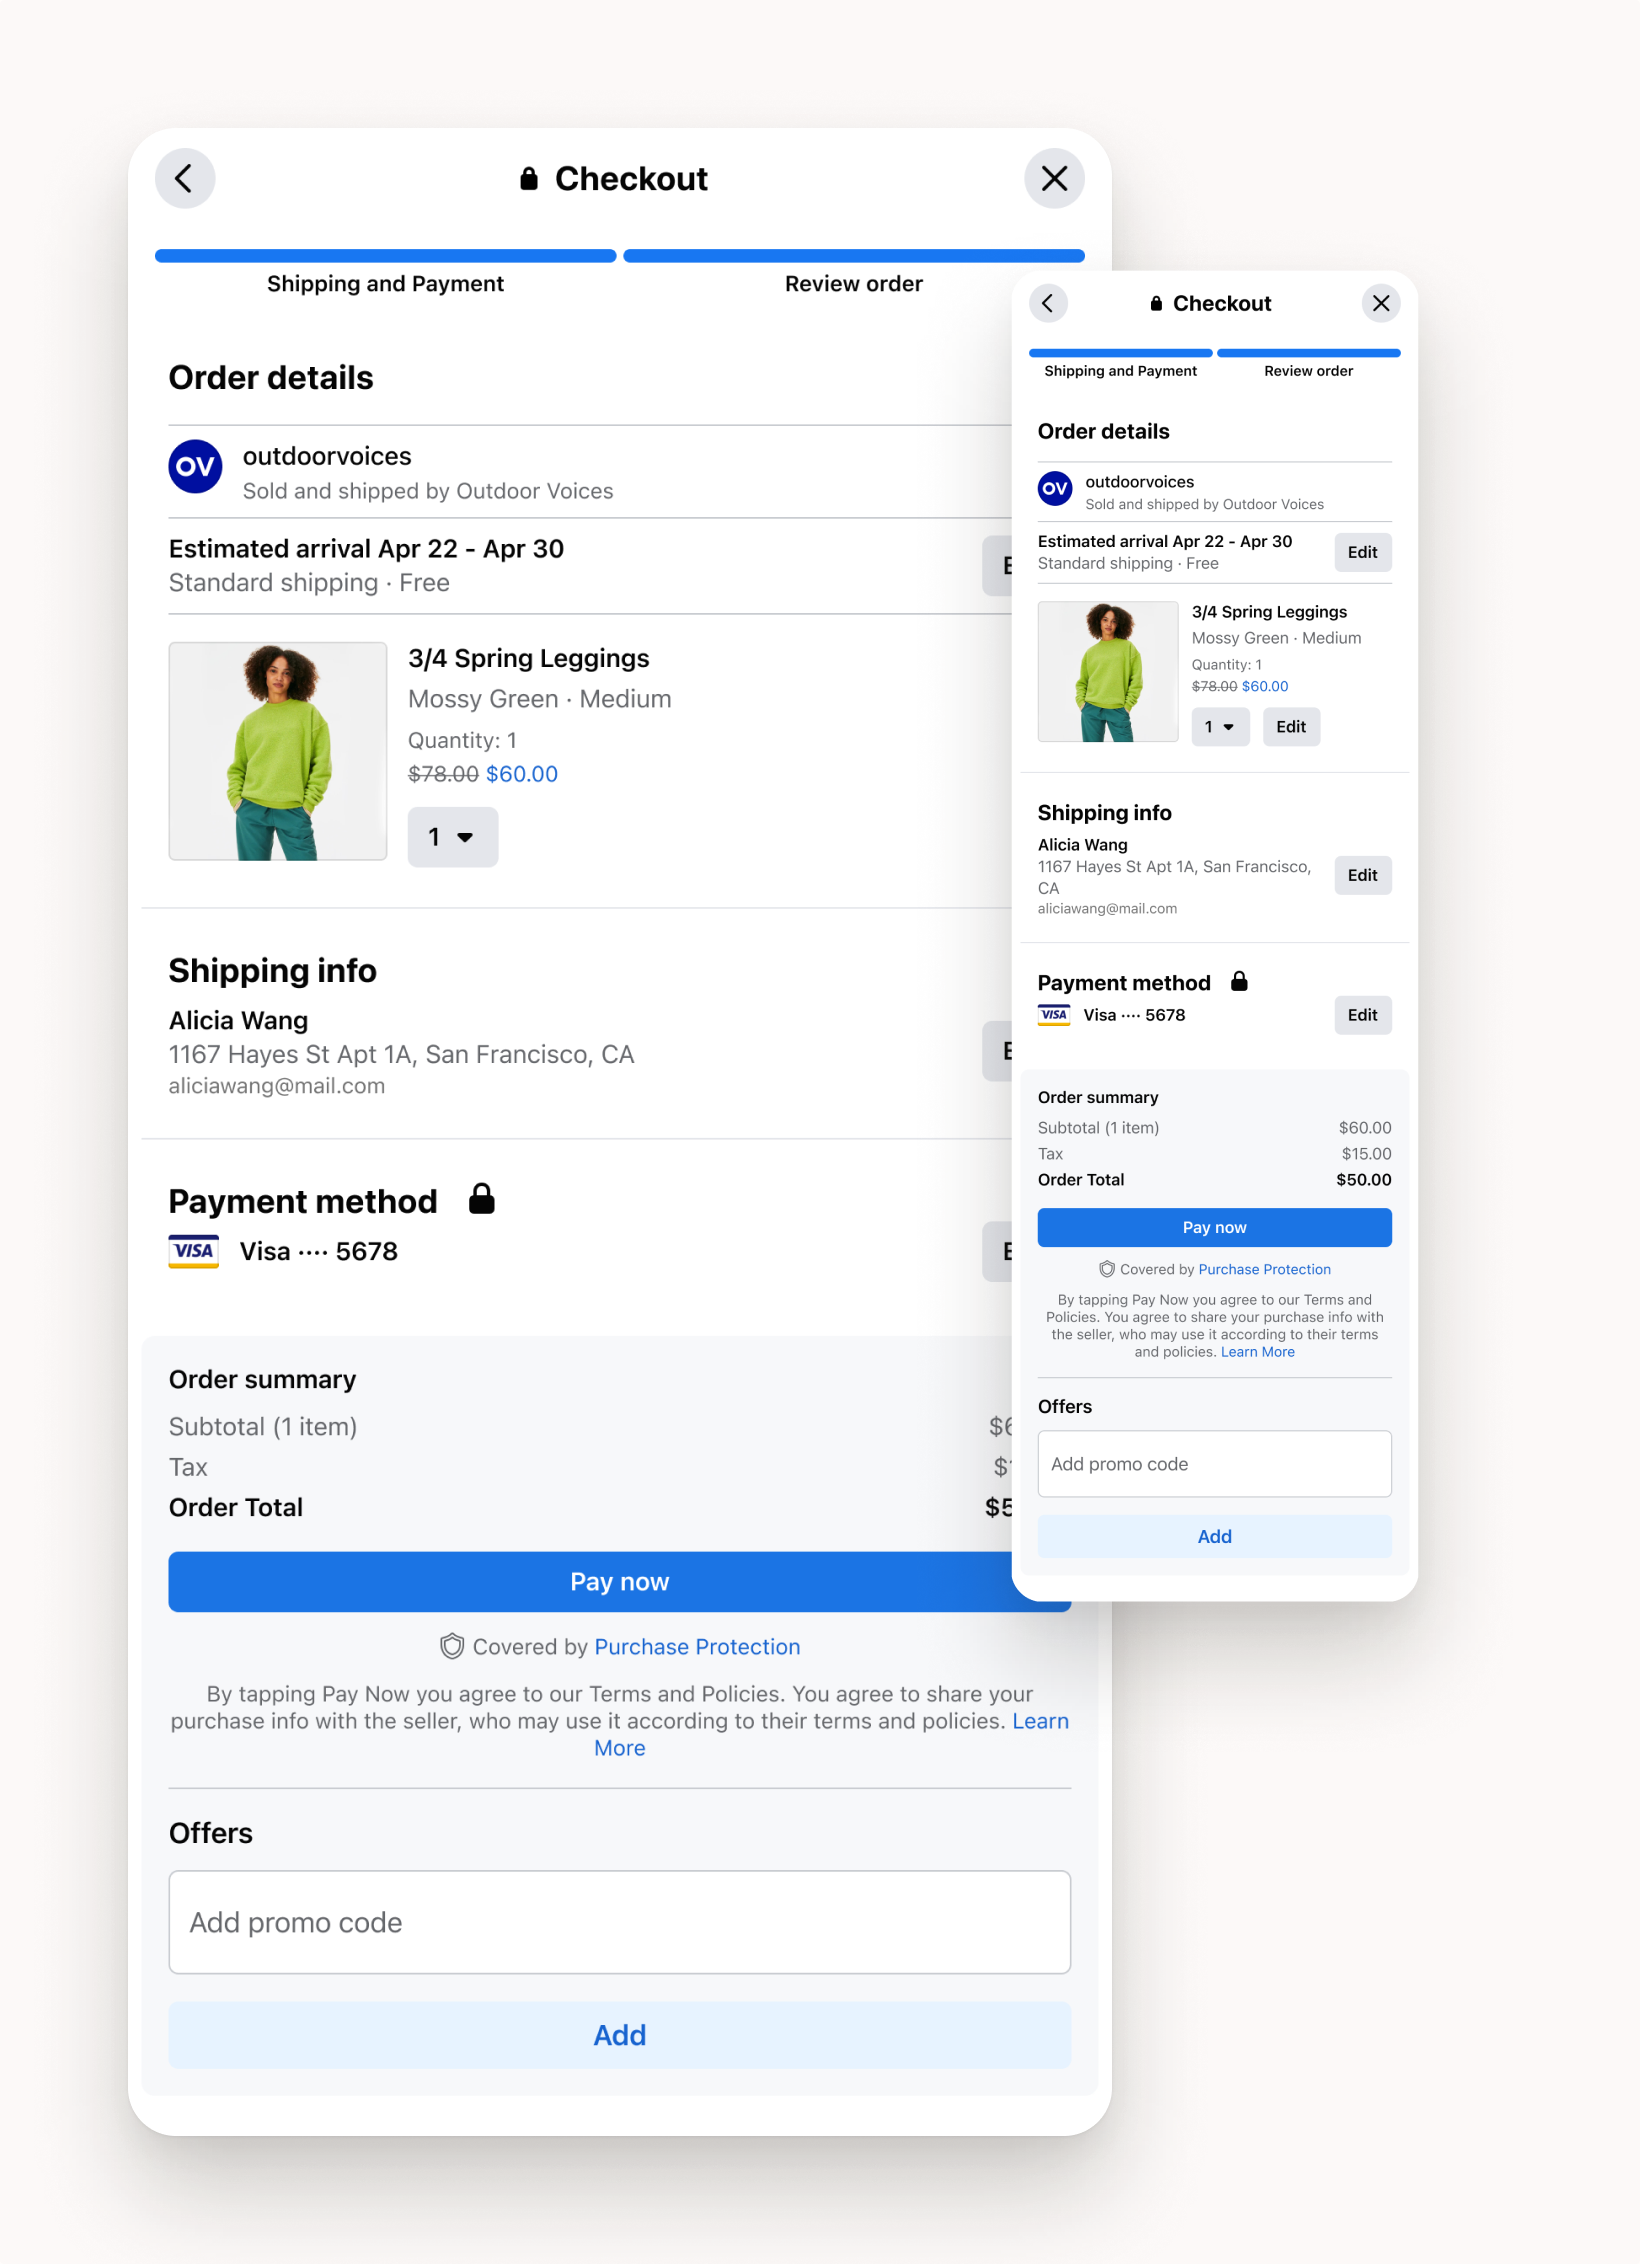 Checkout
Shipping and Payment
Review order
Order details
OV
outdoorvoices
Sold and shipped by Outdoor Voices
Estimated arrival Apr 22 - Apr 30
Standard shipping · Free
3/4 Spring Leggings
Mossy Green · Medium
Quantity: 1
$78.00 $60.00
1
Shipping info
Alicia Wang
1167 Hayes St Apt 1A, San Francisco, CA
aliciawang@mail.com
Payment method
VISA Visa ···· 5678
Order summary
Subtotal (1 item)
Tax
Order Total
Pay now
Covered by Purchase Protection
By tapping Pay Now you agree to our Terms and Policies. You agree to share your
purchase info with the seller, who may use it according to their terms and policies. Learn
More
Offers
Add promo code
Add
Checkout
Shipping and Payment
Review order
Order details
OV
outdoorvoices
Sold and shipped by Outdoor Voices
Estimated arrival Apr 22 - Apr 30
Standard shipping · Free
Edit
3/4 Spring Leggings
Mossy Green · Medium
Quantity: 1
$78.00 $60.00
1
Edit
Shipping info
Alicia Wang
1167 Hayes St Apt 1A, San Francisco,
CA
aliciawang@mail.com
Edit
Payment method
VISA Visa ···· 5678
Edit
Order summary
Subtotal (1 item) $60.00
Tax $15.00
Order Total $50.00
Pay now
Covered by Purchase Protection
By tapping Pay Now you agree to our Terms and
Policies. You agree to share your purchase info with
the seller, who may use it according to their terms
and policies. Learn More
Offers
Add promo code
Add